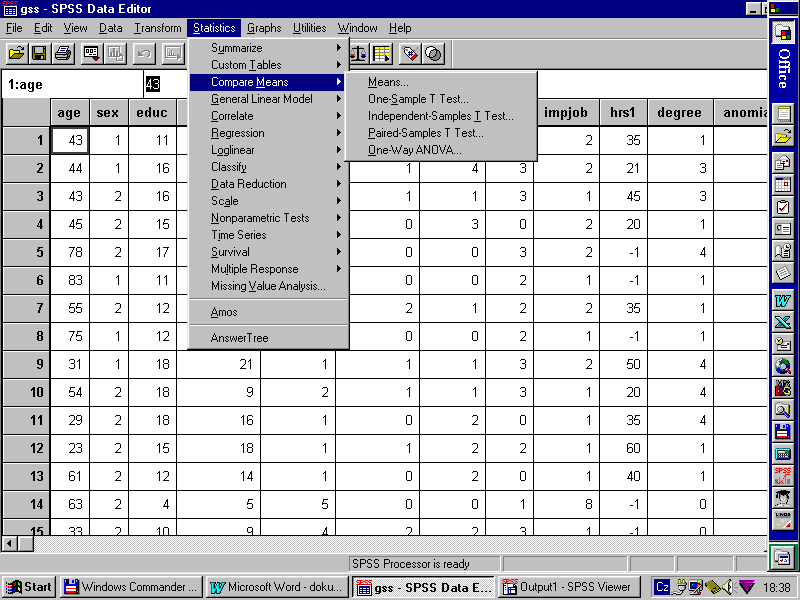 gss - SPSS Data Editor
File Edit View Data Transform Statistics Graphs Utilities Window Help
1:age 43
Summarize
Custom Tables
Compare Means
General Linear Model
Correlate
Regression
Loglinear
Classify
Data Reduction
Scale
Nonparametric Tests
Time Series
Survival
Multiple Response
Missing Value Analysis...
Amos
AnswerTree
Means...
One-Sample T Test...
Independent-Samples T Test...
Paired-Samples T Test...
One-Way ANOVA...
age sex educ impjob hrs1 degree anomia
1 43 1 11 2 35 1
2 44 1 16 1 4 3 2 21 3
3 43 2 16 1 1 3 1 45 3
4 45 2 15 0 3 0 2 20 1
5 78 2 17 0 0 3 2 -1 4
6 83 1 11 0 0 2 1 -1 1
7 55 2 12 2 1 2 2 35 1
8 75 1 12 0 0 2 1 -1 1
9 31 1 18 21 1 1 1 3 2 50 4
10 54 2 18 9 2 1 1 3 1 20 4
11 29 2 18 16 1 0 2 0 1 35 4
12 23 2 15 18 1 1 2 2 1 60 1
13 61 2 12 14 1 0 2 0 1 40 1
14 63 2 4 5 5 0 0 1 8 -1 0
15 33 2 10 9 4 2 2 3 1 -1 0
SPSS Processor is ready
Office
SPSS
Start Windows Commander ... Microsoft Word - doku... gss - SPSS Data E... Output1 - SPSS Viewer Cz 18:38